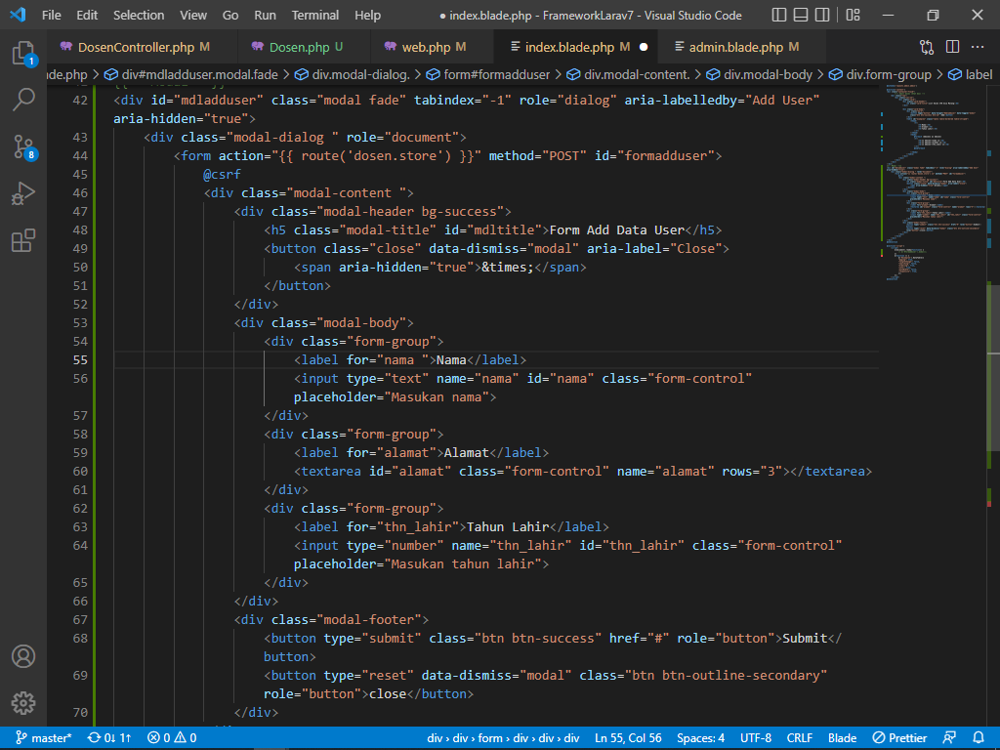 File Edit Selection View Go Run Terminal Help
● index.blade.php - FrameworkLarav7 - Visual Studio Code
DosenController.php M
Dosen.php U
web.php M
index.blade.php M ●
admin.blade.php M
de.php > div#mdladduser.modal.fade > div.modal-dialog. > form#formadduser > div.modal-content. > div.modal-body > div.form-group > label
42 <div id="mdladduser" class="modal fade" tabindex="-1" role="dialog" aria-labelledby="Add User"
aria-hidden="true">
43 <div class="modal-dialog " role="document">
44 <form action="{{ route('dosen.store') }}" method="POST" id="formadduser">
45 @csrf
46 <div class="modal-content ">
47 <div class="modal-header bg-success">
48 <h5 class="modal-title" id="mdltitle">Form Add Data User</h5>
49 <button class="close" data-dismiss="modal" aria-label="Close">
50 <span aria-hidden="true">&times;</span>
51 </button>
52 </div>
53 <div class="modal-body">
54 <div class="form-group">
55 <label for="nama ">Nama</label>
56 <input type="text" name="nama" id="nama" class="form-control"
placeholder="Masukan nama">
57 </div>
58 <div class="form-group">
59 <label for="alamat">Alamat</label>
60 <textarea id="alamat" class="form-control" name="alamat" rows="3"></textarea>
61 </div>
62 <div class="form-group">
63 <label for="thn_lahir">Tahun Lahir</label>
64 <input type="number" name="thn_lahir" id="thn_lahir" class="form-control"
placeholder="Masukan tahun lahir">
65 </div>
66 </div>
67 <div class="modal-footer">
68 <button type="submit" class="btn btn-success" href="#" role="button">Submit</
button>
69 <button type="reset" data-dismiss="modal" class="btn btn-outline-secondary"
role="button">close</button>
70 </div>
1
8
master* 0↓ 1↑ 0 0 div > div > form > div > div > div Ln 55, Col 56 Spaces: 4 UTF-8 CRLF Blade Prettier